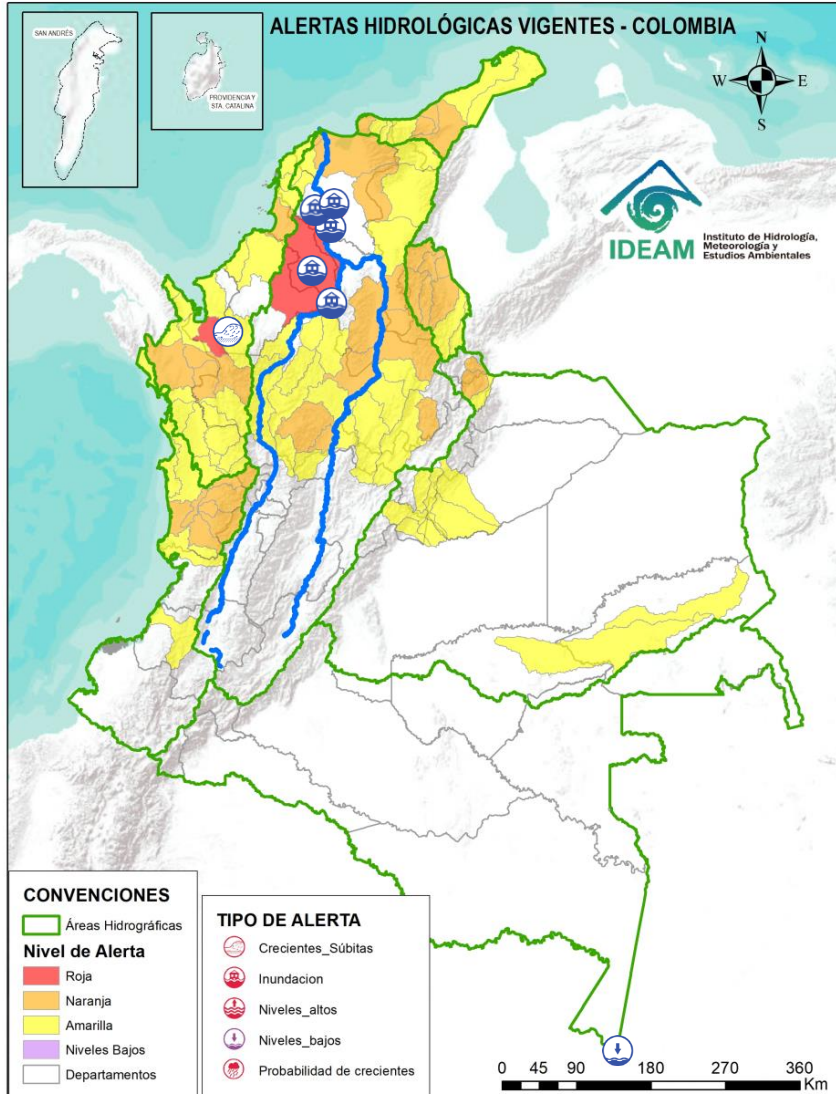 ALERTAS HIDROLÓGICAS VIGENTES - COLOMBIA
SAN ANDRÉS
PROVIDENCIA Y
STA. CATALINA
N
W
E
S
IDEAM
Instituto de Hidrología,
Meteorología y
Estudios Ambientales
CONVENCIONES
Áreas Hidrográficas
Nivel de Alerta
Roja
Naranja
Amarilla
Niveles Bajos
Departamentos
TIPO DE ALERTA
Crecientes_Súbitas
Inundacion
Niveles_altos
Niveles_bajos
Probabilidad de crecientes
0 45 90 180 270 360
Km